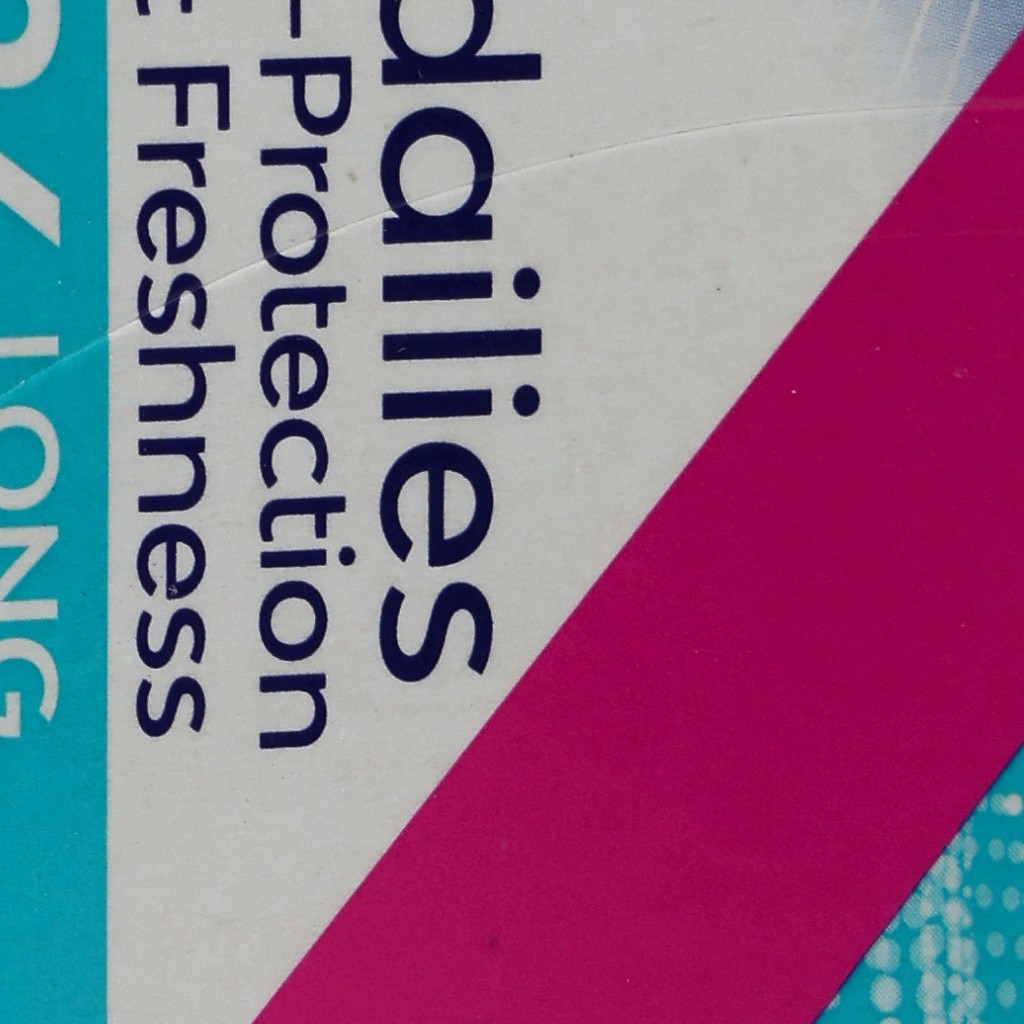 dailies
-Protection
Freshness
LONG